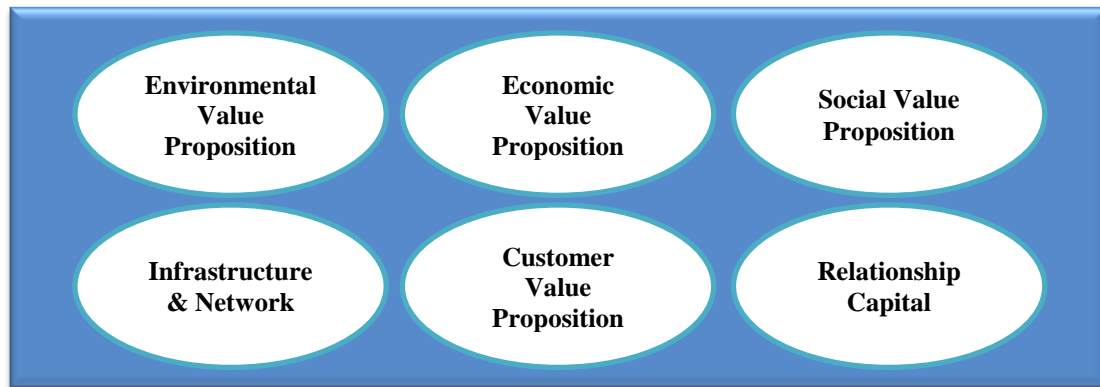 Environmental
Value
Proposition
Economic
Value
Proposition
Social Value
Proposition
Infrastructure
& Network
Customer
Value
Proposition
Relationship
Capital